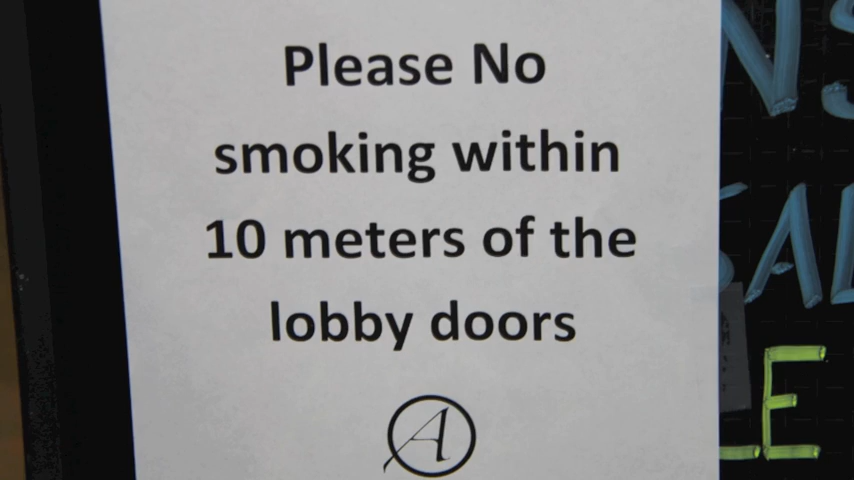 Please No
smoking within
10 meters of the
lobby doors
A
E